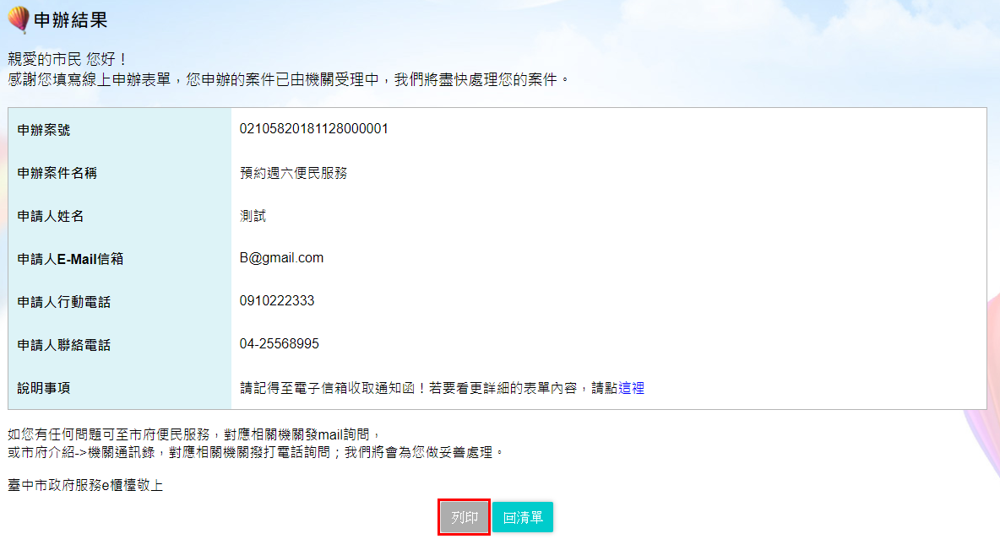 申辦結果
親愛的市民 您好！
感謝您填寫線上申辦表單，您申辦的案件已由機關受理中，我們將盡快處理您的案件。
申辦案號 02105820181128000001
申辦案件名稱 預約週六便民服務
申請人姓名 測試
申請人E-Mail信箱 B@gmail.com
申請人行動電話 0910222333
申請人聯絡電話 04-25568995
說明事項 請記得至電子信箱收取通知函！若要看更詳細的表單內容，請點這裡
如您有任何問題可至市府便民服務，對應相關機關發mail詢問，
或市府介紹->機關通訊錄，對應相關機關撥打電話詢問；我們將會為您做妥善處理。
臺中市政府服務e櫃檯敬上
列印 回清單